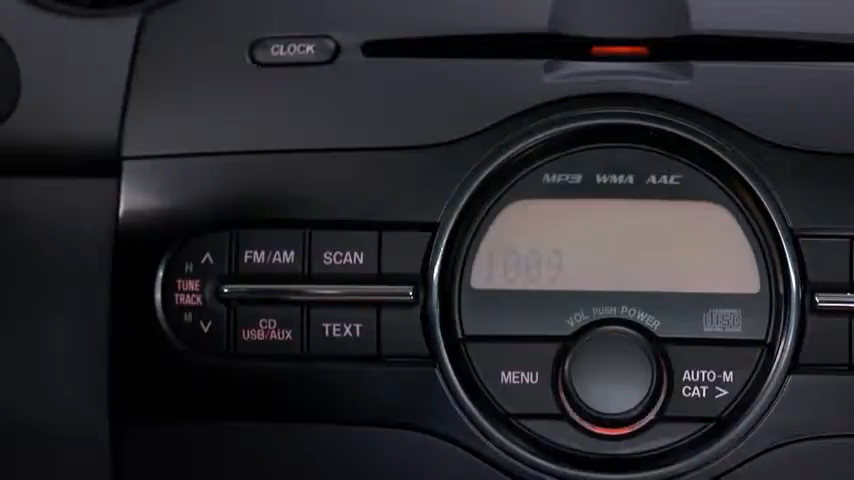 CLOCK
MP3 WMA AAC
H
TUNE
TRACK
M
FM/AM
SCAN
CD
USB/AUX
TEXT
1009
VOL PUSH POWER
disc
MENU
AUTO-M
CAT >